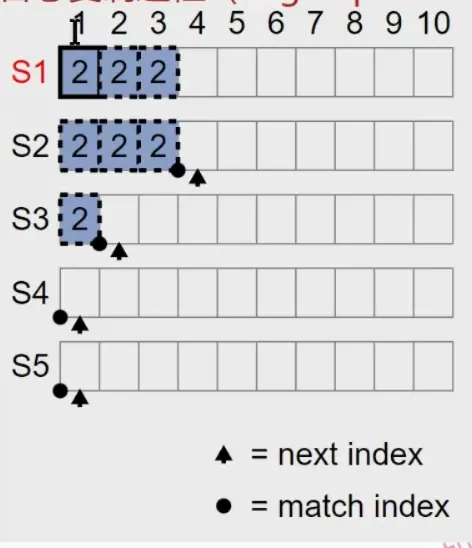 1 2 3 4 5 6 7 8 9 10
S1 2 2 2
S2 2 2 2
S3 2
S4
S5
= next index
= match index